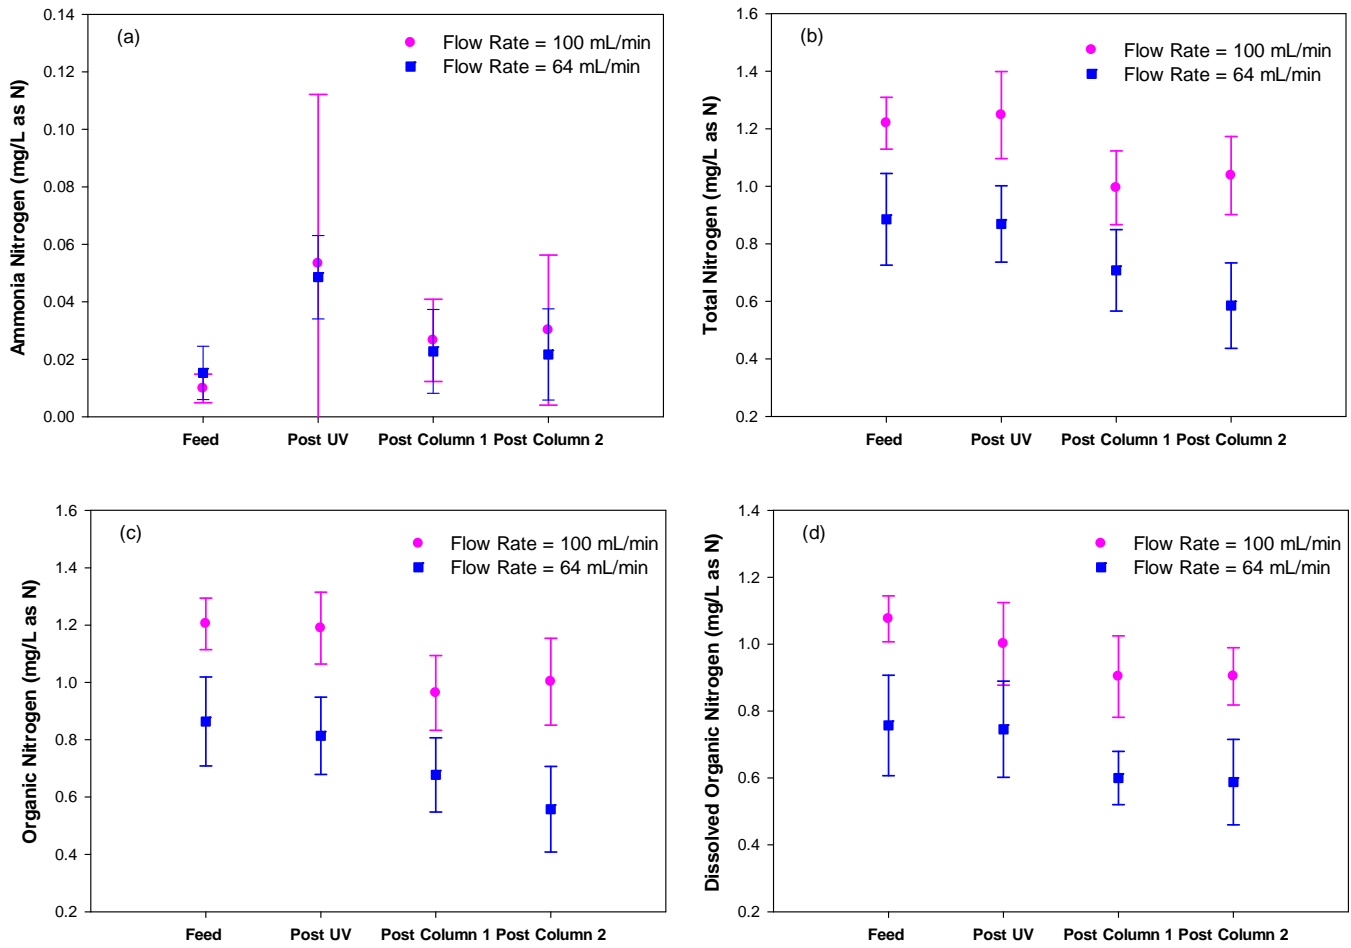 (a)
Flow Rate = 100 mL/min
Flow Rate = 64 mL/min
Ammonia Nitrogen (mg/L as N)
0.14
0.12
0.10
0.08
0.06
0.04
0.02
0.00
Feed Post UV Post Column 1 Post Column 2
(b)
Flow Rate = 100 mL/min
Flow Rate = 64 mL/min
Total Nitrogen (mg/L as N)
1.6
1.4
1.2
1.0
0.8
0.6
0.4
0.2
Feed Post UV Post Column 1 Post Column 2
(c)
Flow Rate = 100 mL/min
Flow Rate = 64 mL/min
Organic Nitrogen (mg/L as N)
1.6
1.4
1.2
1.0
0.8
0.6
0.4
0.2
Feed Post UV Post Column 1 Post Column 2
(d)
Flow Rate = 100 mL/min
Flow Rate = 64 mL/min
Dissolved Organic Nitrogen (mg/L as N)
1.4
1.2
1.0
0.8
0.6
0.4
0.2
Feed Post UV Post Column 1 Post Column 2